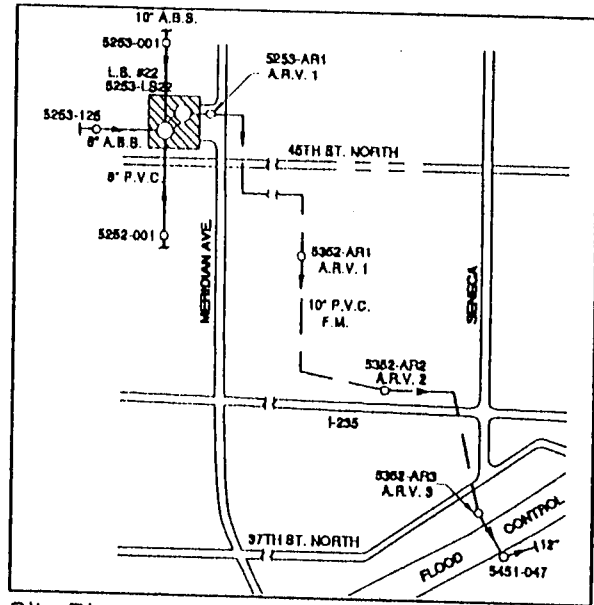 10" A.B.S.
5253-001
5253-AR1
A.R.V. 1
L.S. #22
5253-LS22
5253-126
8" A.B.S.
45TH ST. NORTH
8" P.V.C.
5252-001
MERIDIAN AVE.
SENECA
5352-AR1
A.R.V. 1
10" P.V.C.
F.M.
5352-AR2
A.R.V. 2
I-235
5352-AR3
A.R.V. 3
37TH ST. NORTH
FLOOD CONTROL
12"
5451-047